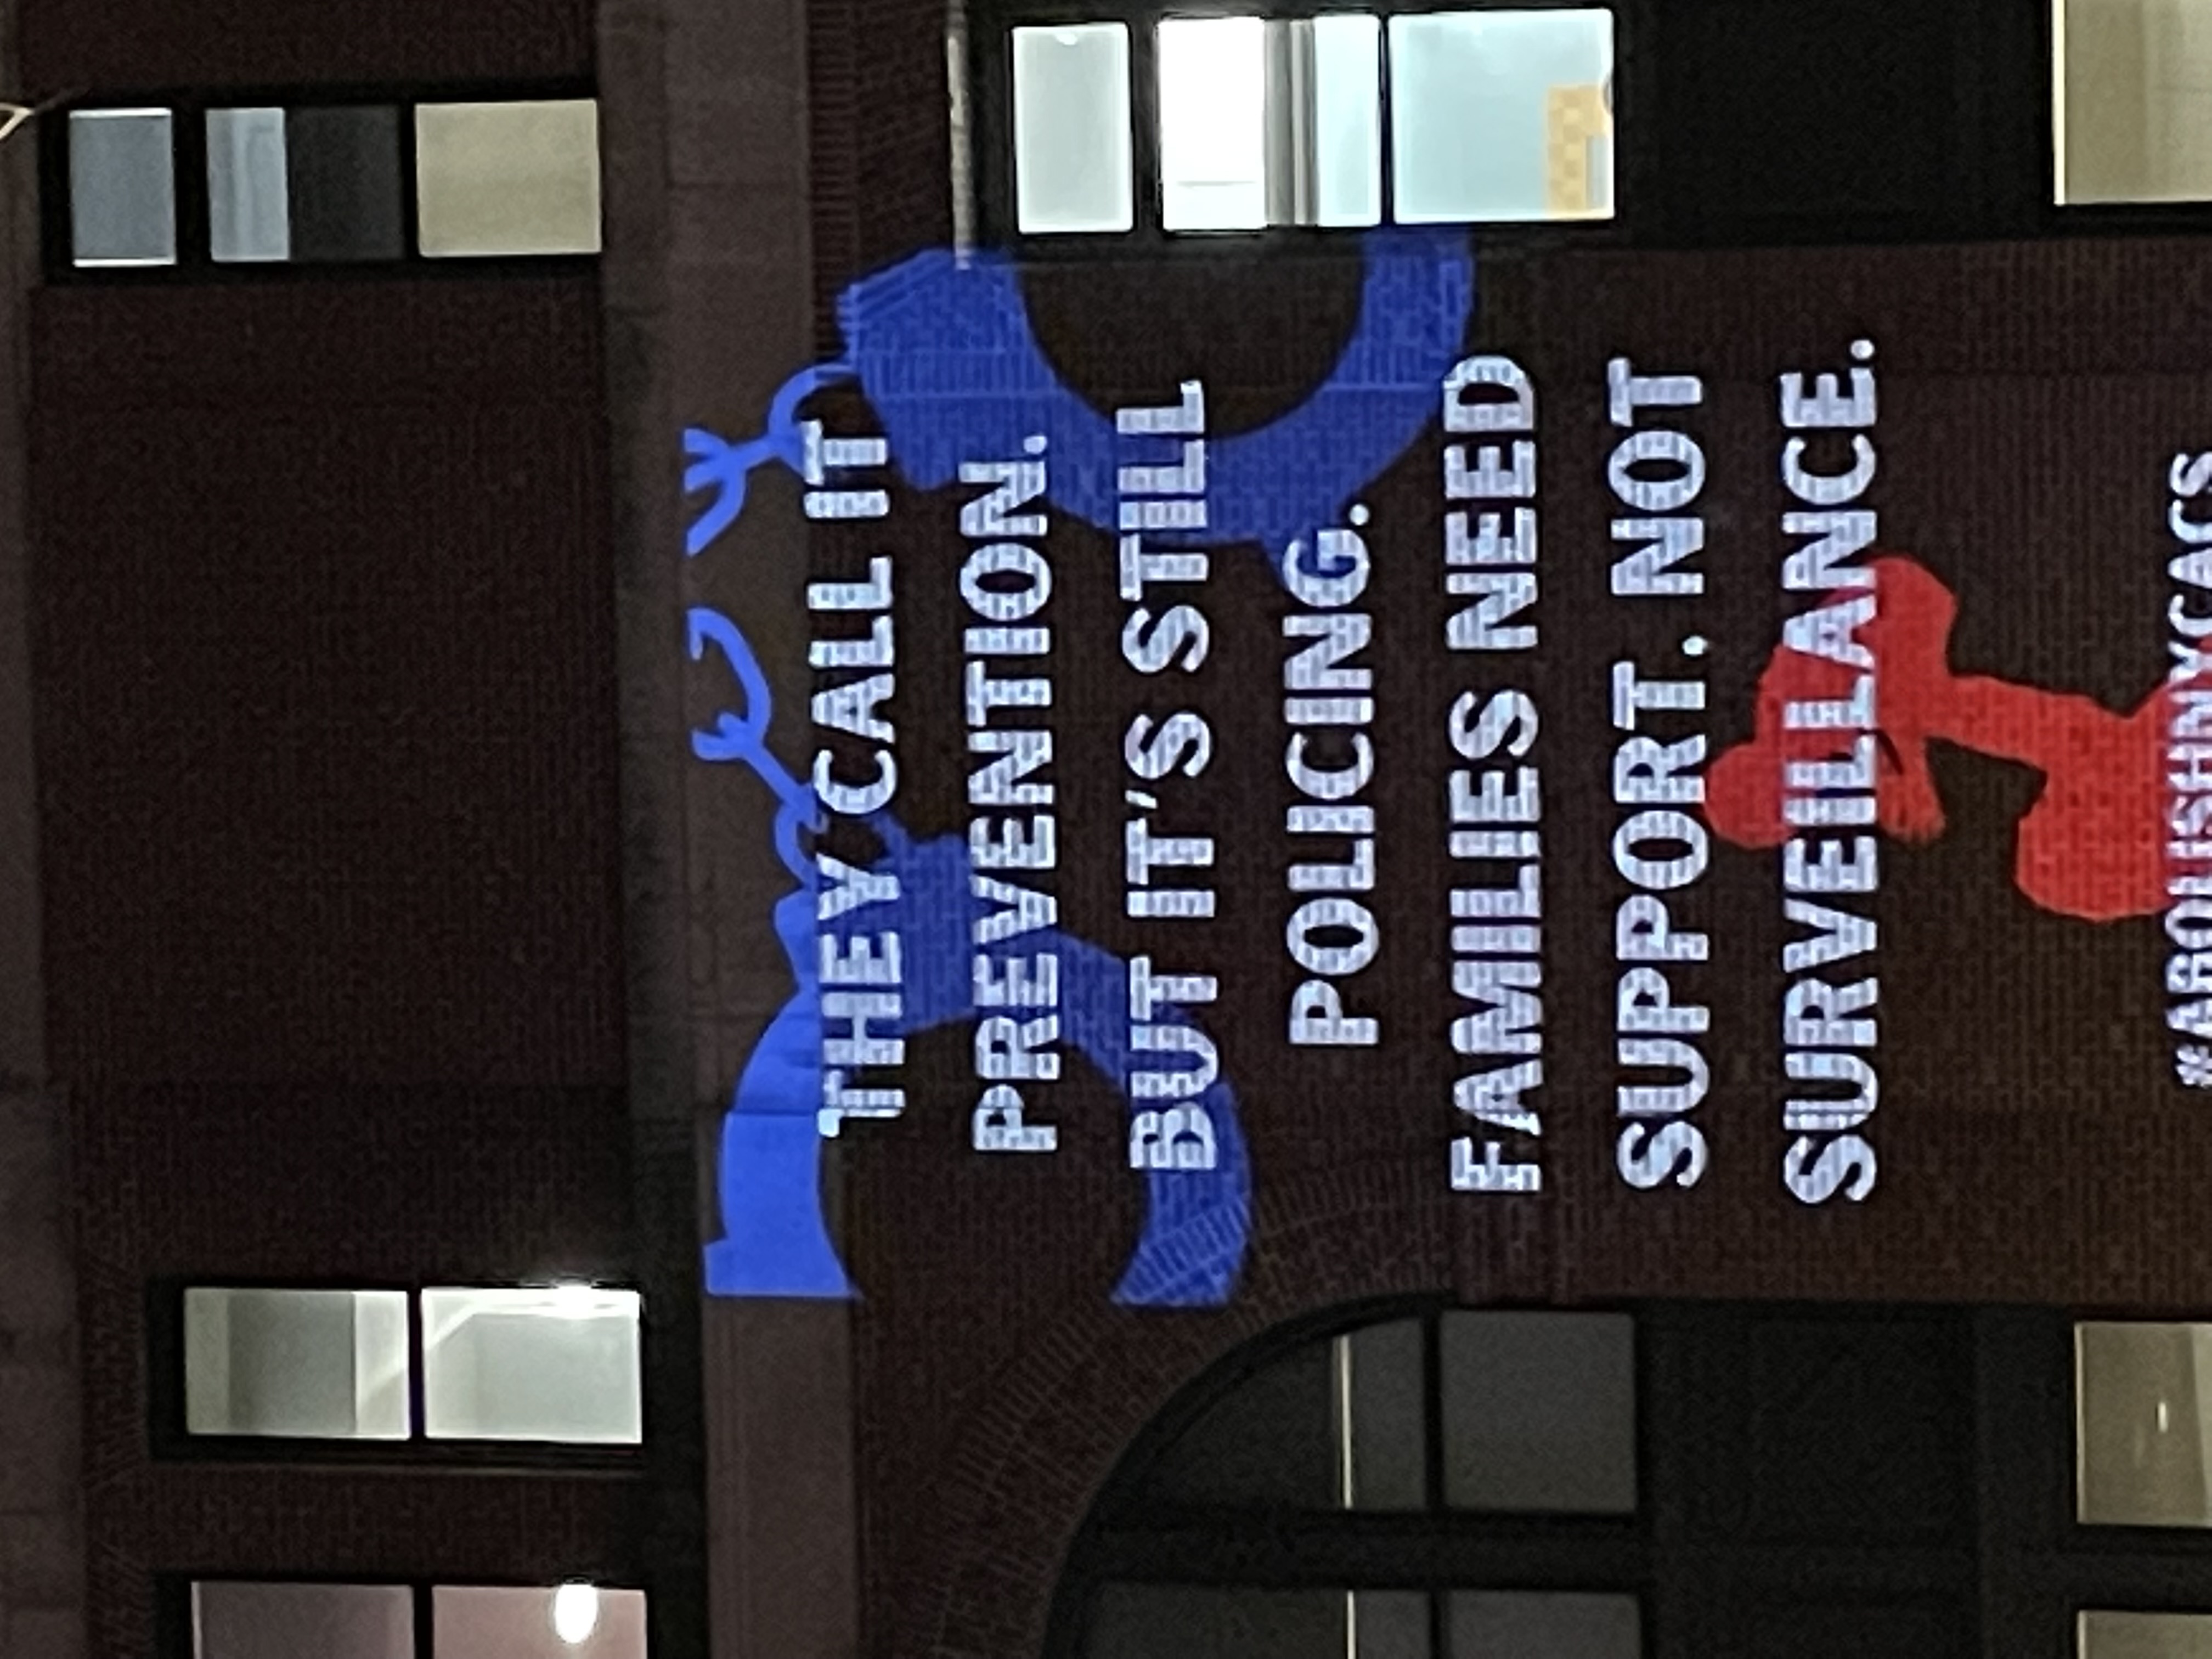 THEY CALL IT
PREVENTION.
BUT IT'S STILL
POLICING.
FAMILIES NEED
SUPPORT, NOT
SURVEILLANCE.
#ABOLISHNYCACS